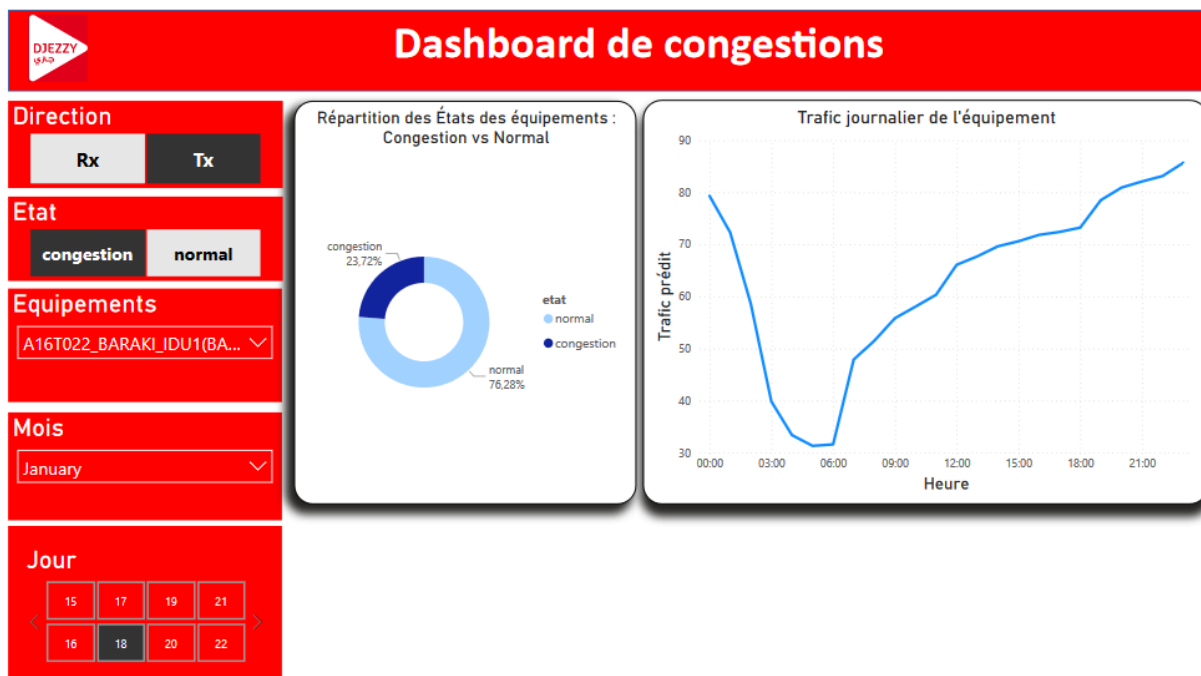 DJEZZY
جازي
Dashboard de congestions
Direction
Rx
Tx
Etat
congestion
normal
Equipements
A16T022_BARAKI_IDU1(BA...
Mois
January
Jour
15
17
19
21
16
18
20
22
Répartition des États des équipements :
Congestion vs Normal
congestion
23,72%
normal
76,28%
etat
normal
congestion
Trafic journalier de l'équipement
Trafic prédit
90
80
70
60
50
40
30
00:00
03:00
06:00
09:00
12:00
15:00
18:00
21:00
Heure